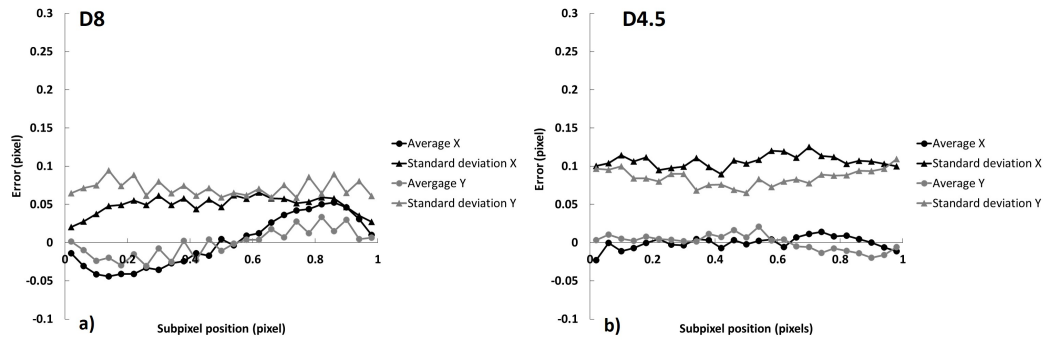 D8
0.3
0.25
0.2
0.15
0.1
0.05
0
-0.05
-0.1
0 0.2 0.4 0.6 0.8 1
Error (pixel)
Subpixel position (pixel)
a)
Average X
Standard deviation X
Avergage Y
Standard deviation Y
D4.5
0.3
0.25
0.2
0.15
0.1
0.05
0
-0.05
-0.1
0 0.2 0.4 0.6 0.8 1
Error (pixel)
Subpixel position (pixels)
b)
Average X
Standard deviation X
Average Y
Standard deviation Y